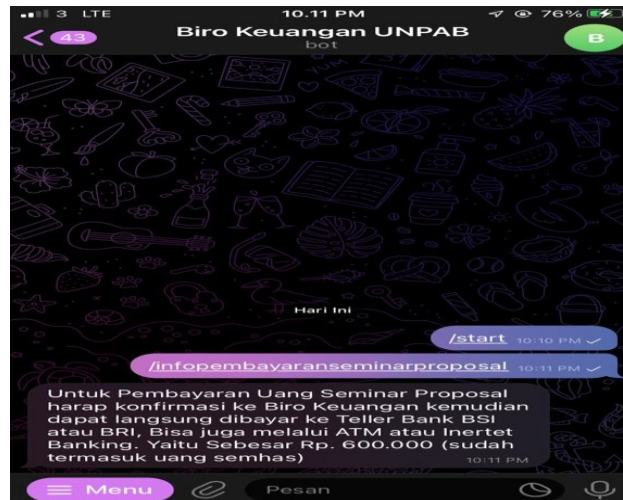 3 LTE 10.11 PM 76%
43 Biro Keuangan UNPAB B
bot
Hari Ini
/start 10:10 PM
/infopembayaranseminarproposal 10:11 PM
Untuk Pembayaran Uang Seminar Proposal
harap konfirmasi ke Biro Keuangan kemudian
dapat langsung dibayar ke Teller Bank BSI
atau BRI, Bisa juga melalui ATM atau Inertet
Banking. Yaitu Sebesar Rp. 600.000 (sudah
termasuk uang semhas) 10:11 PM
Menu Pesan